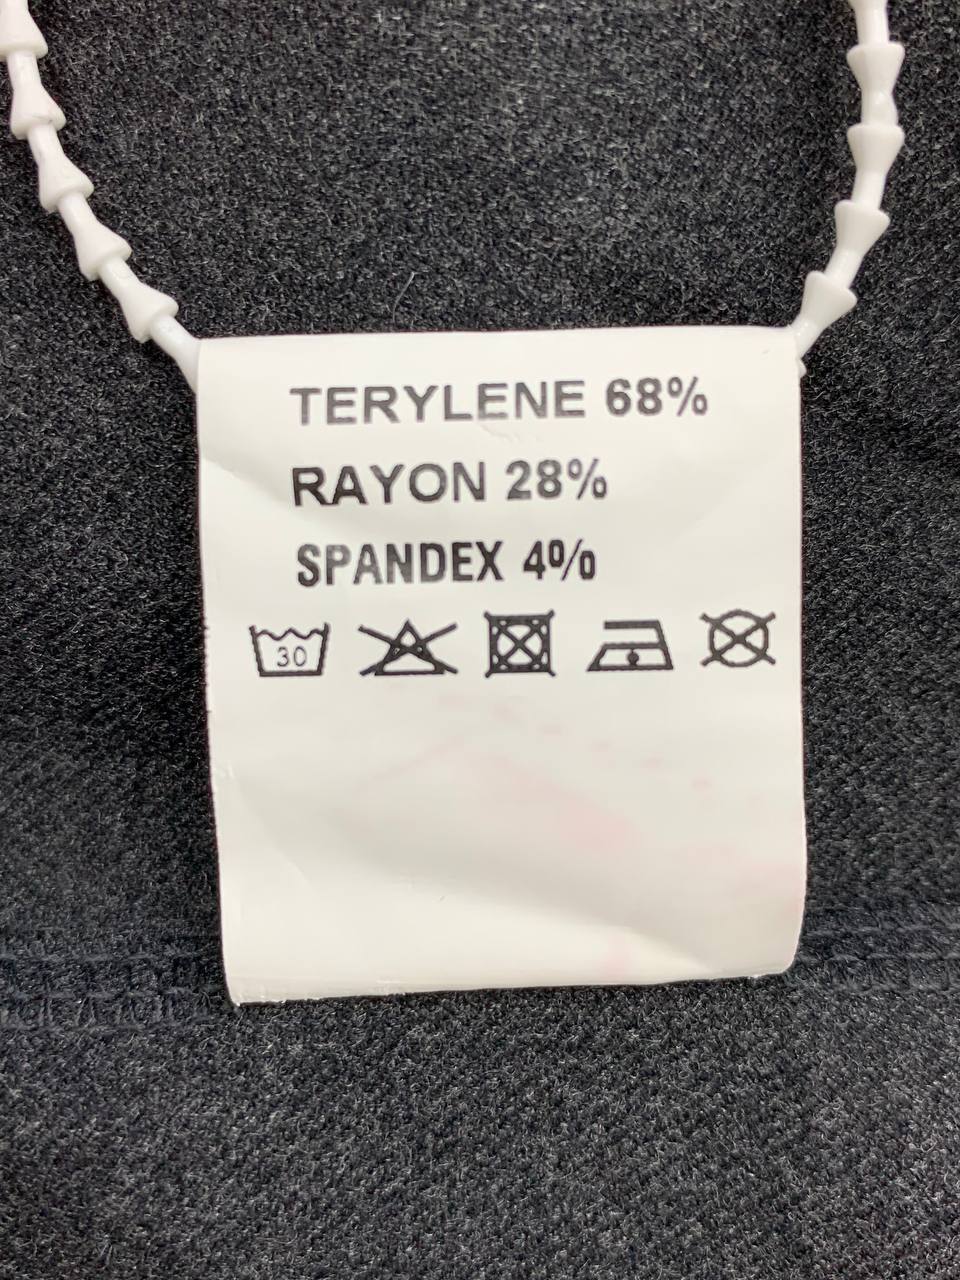 TERYLENE 68%
RAYON 28%
SPANDEX 4%
30